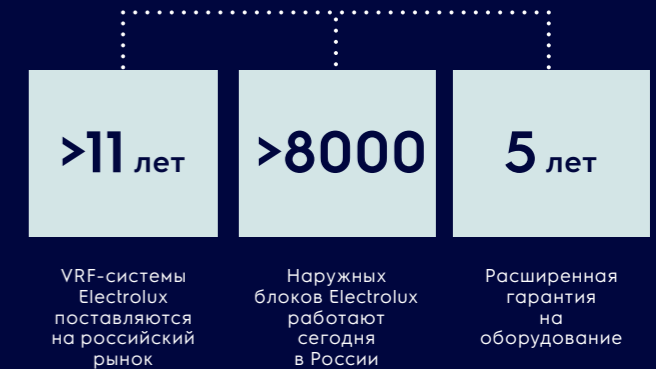 >11 лет
>8000
5 лет
VRF-системы
Electrolux
поставляются
на российский
рынок
Наружных
блоков Electrolux
работают
сегодня
в России
Расширенная
гарантия
на
оборудование